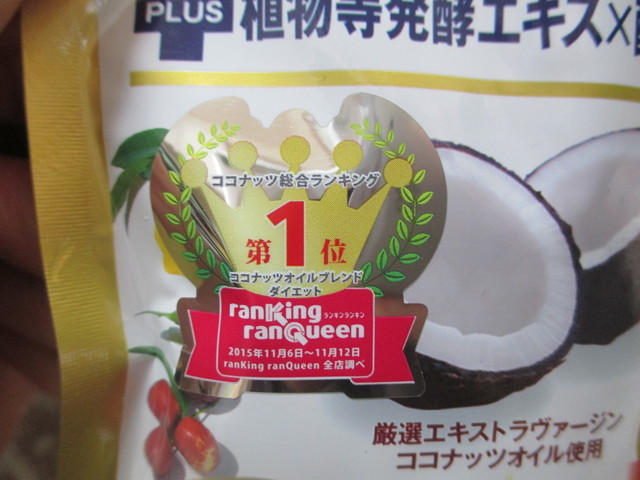 PLUS
植物等発酵エキス×
ココナッツ総合ランキング
第1位
ココナッツオイルブレンド
ダイエット
ranKing
ランキンランキン
ranQueen
2015年11月6日〜11月12日
ranKing ranQueen 全店調べ
厳選エキストラヴァージン
ココナッツオイル使用